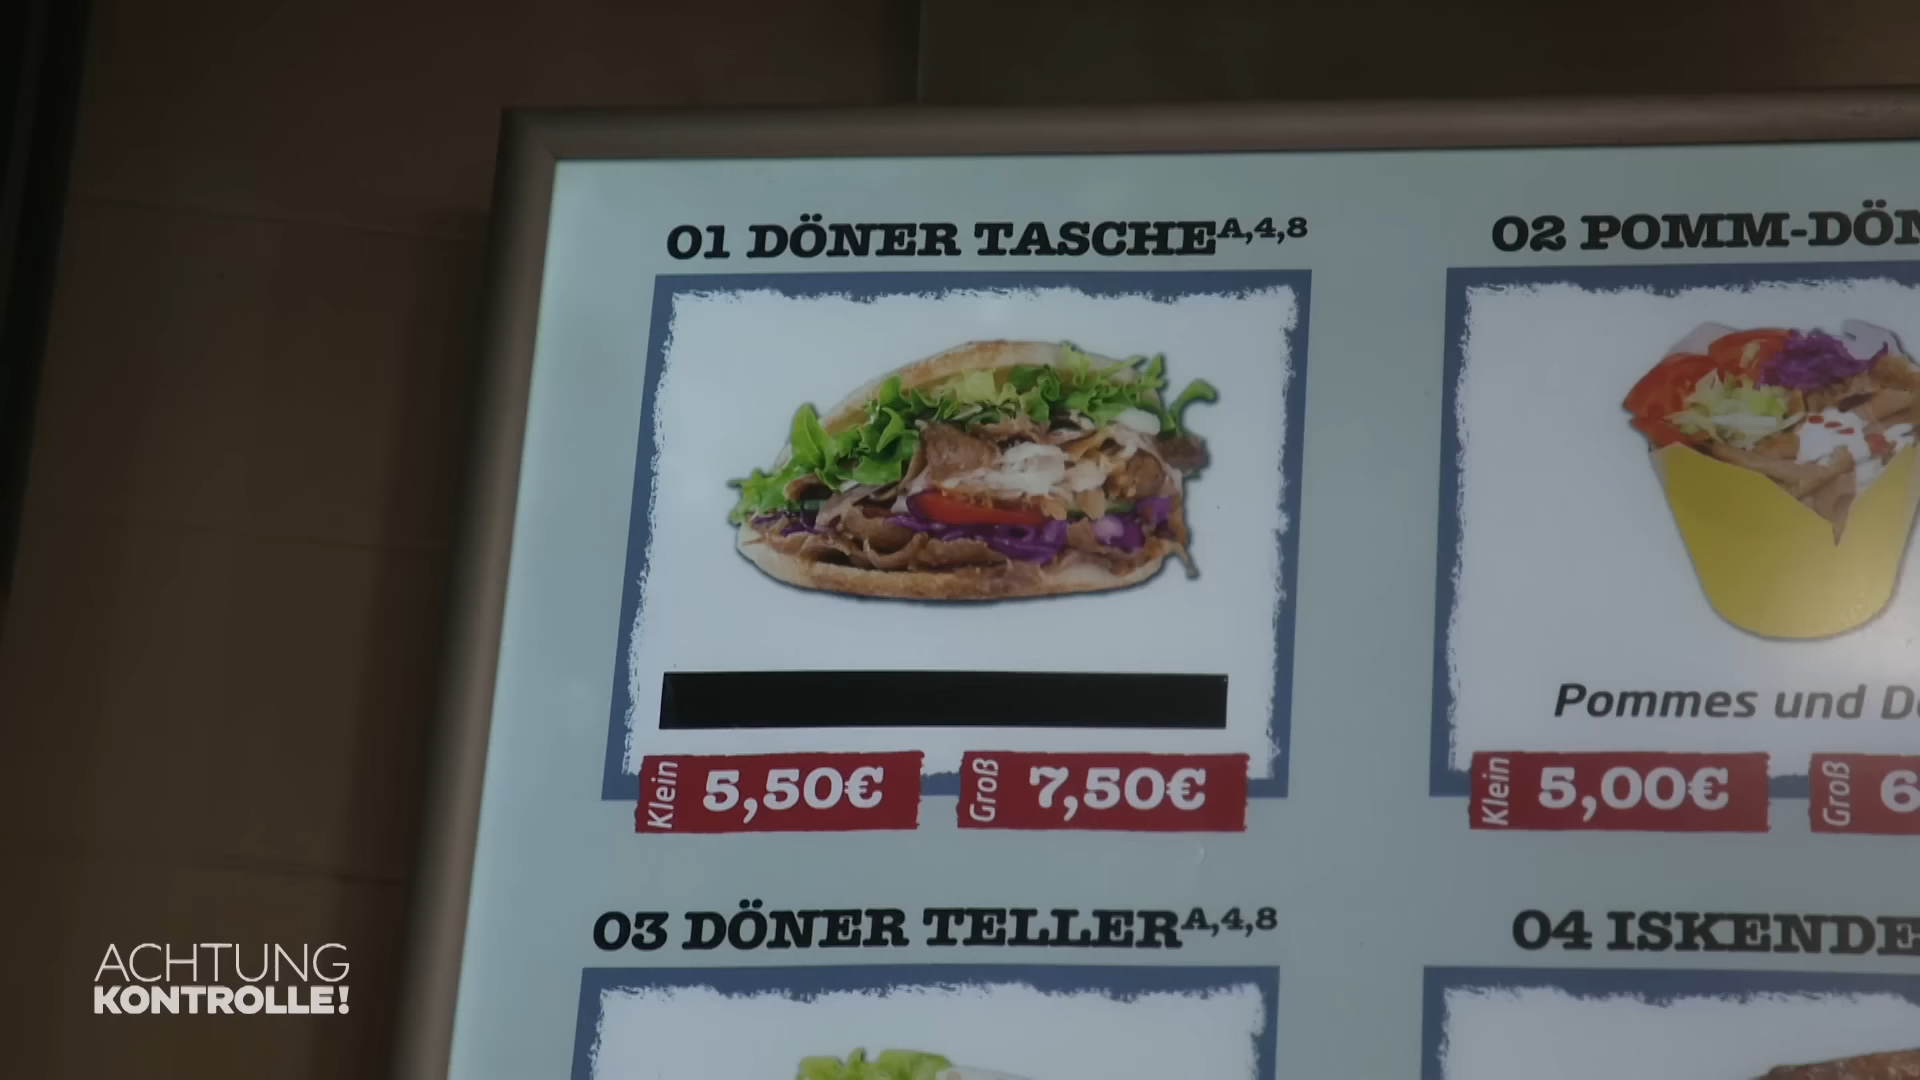 01 DÖNER TASCHE A,4,8
02 POMM-DÖN
Pommes und D
Klein 5,50€
Groß 7,50€
Klein 5,00€
Groß 6
03 DÖNER TELLER A,4,8
04 ISKENDE
ACHTUNG
KONTROLLE!